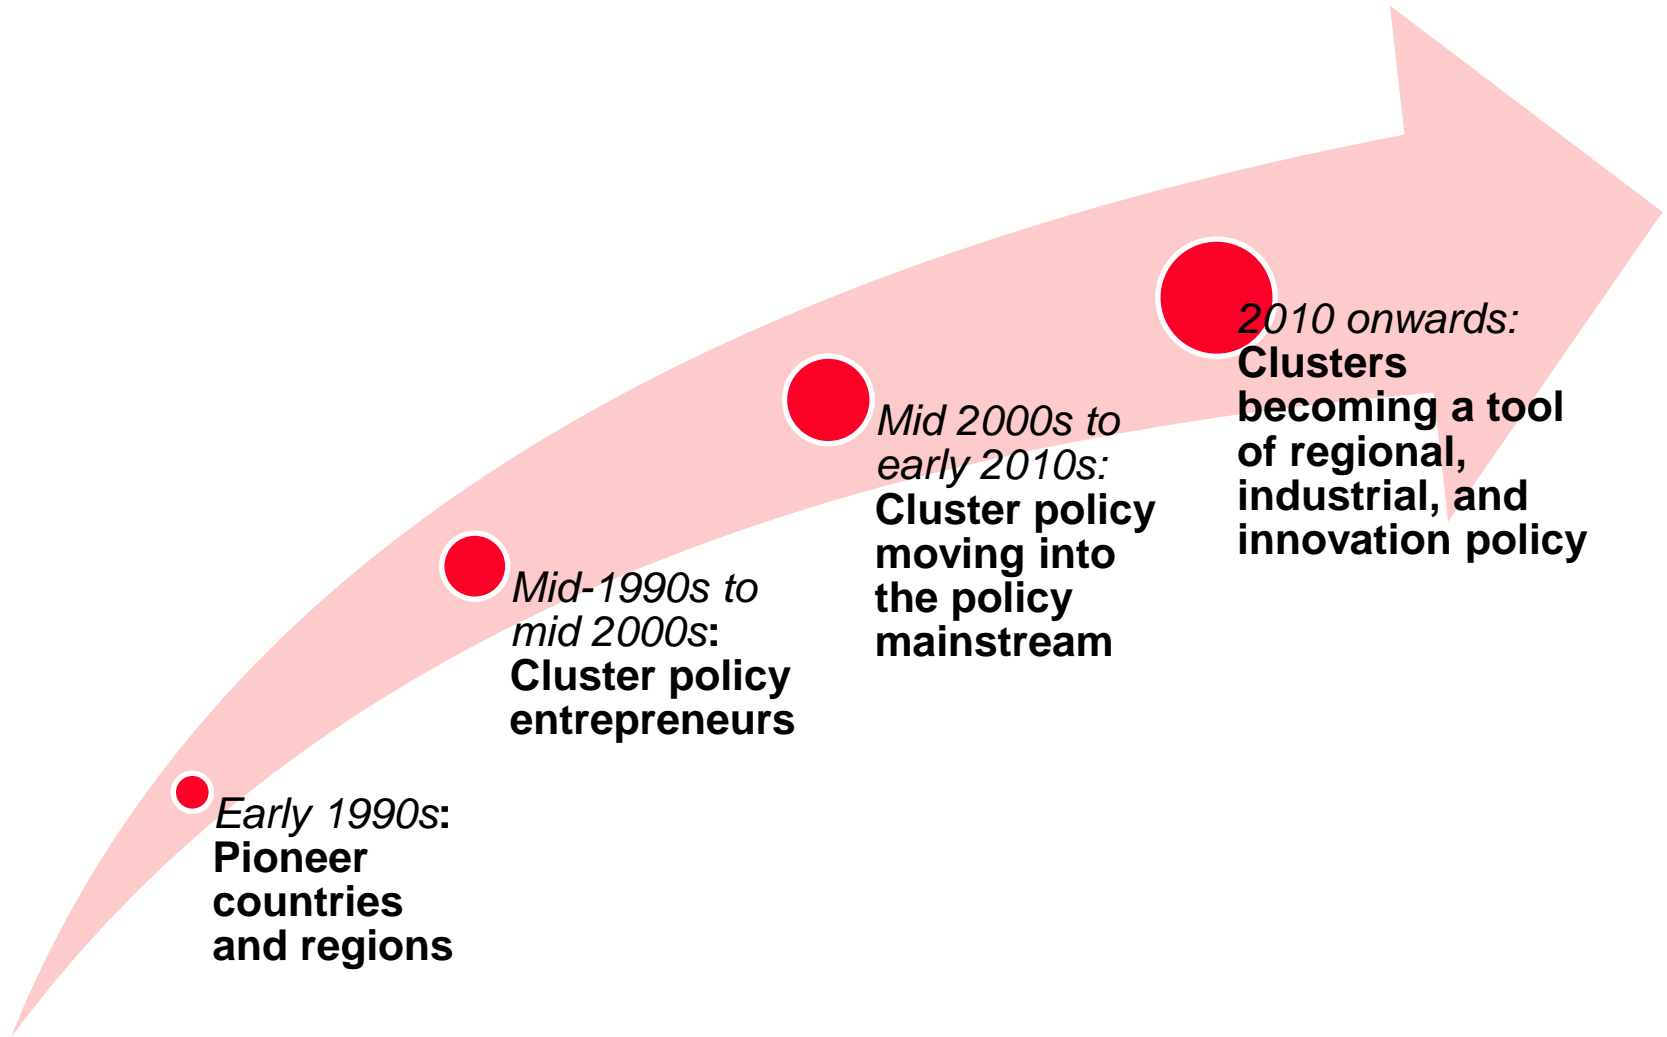 Early 1990s:
Pioneer
countries
and regions
Mid-1990s to
mid 2000s:
Cluster policy
entrepreneurs
Mid 2000s to
early 2010s:
Cluster policy
moving into
the policy
mainstream
2010 onwards:
Clusters
becoming a tool
of regional,
industrial, and
innovation policy